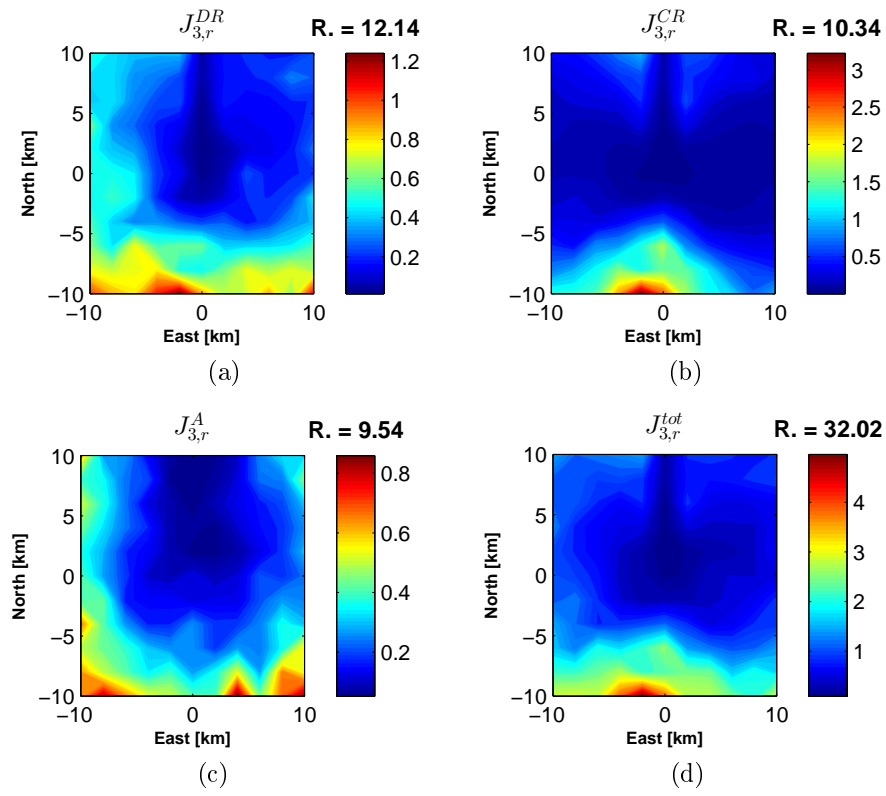 J_{3,r}^{DR} R. = 12.14
10
5
0
−5
−10
North [km]
−10 0 10
East [km]
1.2
1
0.8
0.6
0.4
0.2
(a)
J_{3,r}^{CR} R. = 10.34
10
5
0
−5
−10
North [km]
−10 0 10
East [km]
3
2.5
2
1.5
1
0.5
(b)
J_{3,r}^{A} R. = 9.54
10
5
0
−5
−10
North [km]
−10 0 10
East [km]
0.8
0.6
0.4
0.2
(c)
J_{3,r}^{tot} R. = 32.02
10
5
0
−5
−10
North [km]
−10 0 10
East [km]
4
3
2
1
(d)